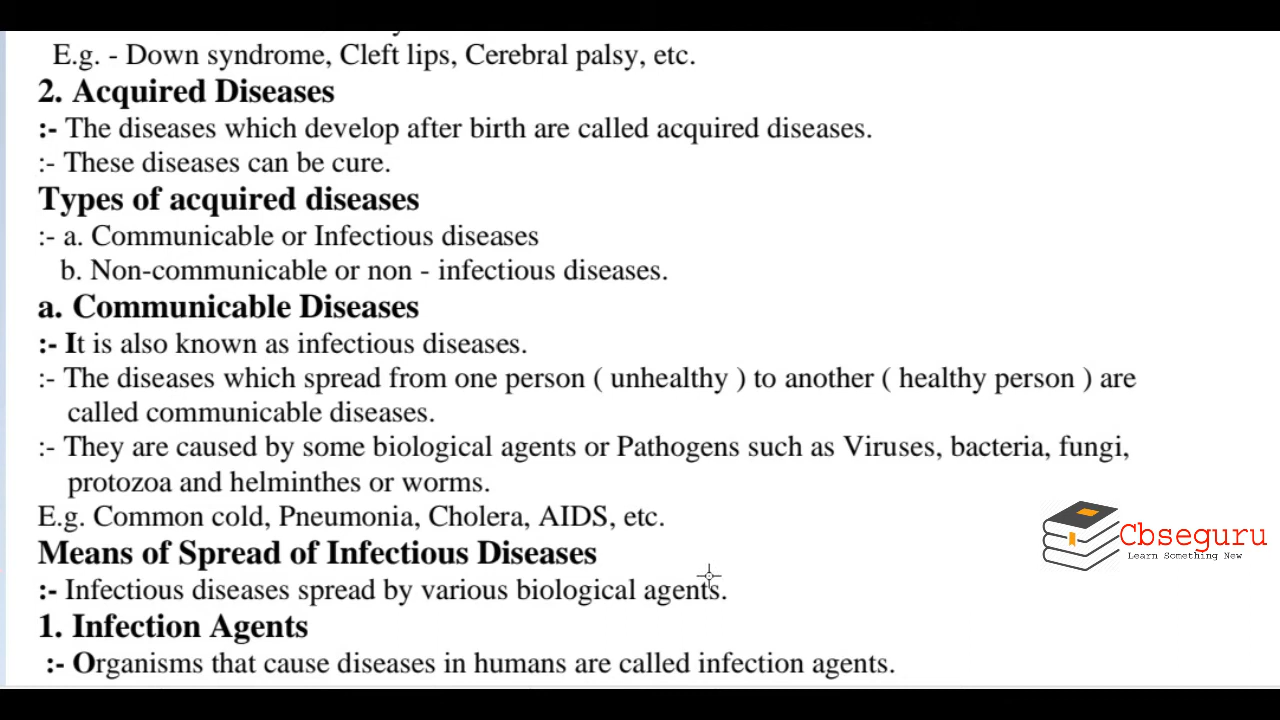 E.g. - Down syndrome, Cleft lips, Cerebral palsy, etc.
2. Acquired Diseases
:- The diseases which develop after birth are called acquired diseases.
:- These diseases can be cure.
Types of acquired diseases
:- a. Communicable or Infectious diseases
b. Non-communicable or non - infectious diseases.
a. Communicable Diseases
:- It is also known as infectious diseases.
:- The diseases which spread from one person ( unhealthy ) to another ( healthy person ) are
called communicable diseases.
:- They are caused by some biological agents or Pathogens such as Viruses, bacteria, fungi,
protozoa and helminthes or worms.
E.g. Common cold, Pneumonia, Cholera, AIDS, etc.
Means of Spread of Infectious Diseases
:- Infectious diseases spread by various biological agents.
1. Infection Agents
:- Organisms that cause diseases in humans are called infection agents.
Cbseguru
Learn Something New